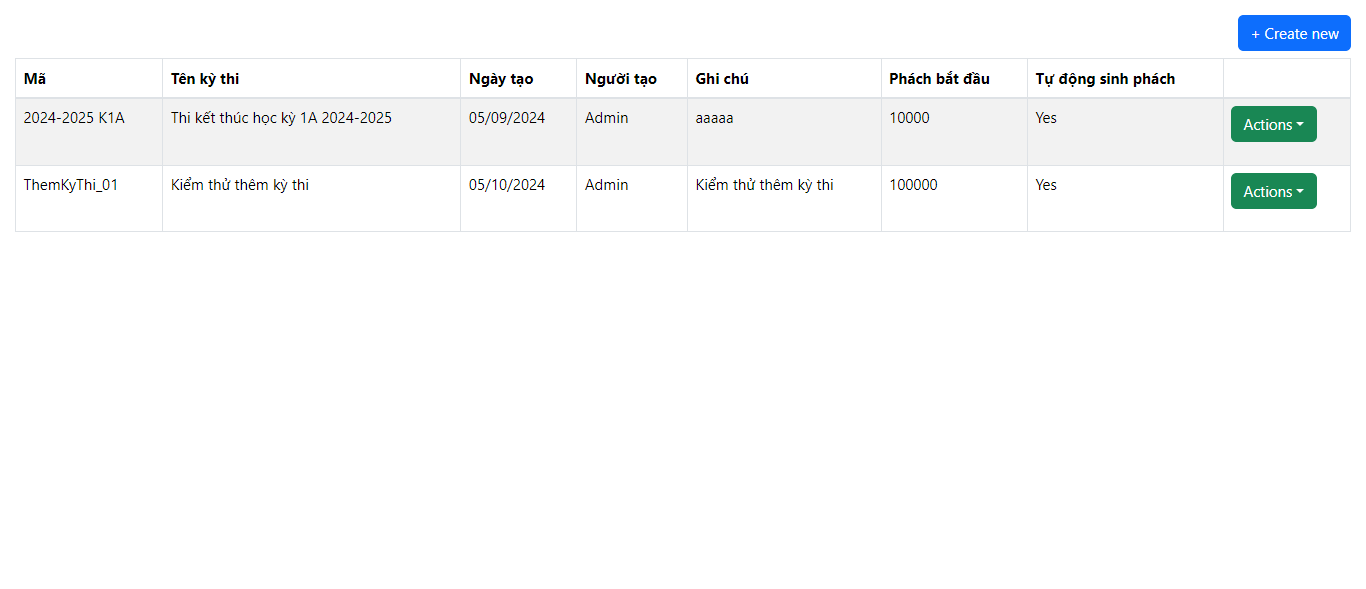 + Create new
Mã Tên kỳ thi Ngày tạo Người tạo Ghi chú Phách bắt đầu Tự động sinh phách
2024-2025 K1A Thi kết thúc học kỳ 1A 2024-2025 05/09/2024 Admin aaaaa 10000 Yes Actions
ThemKyThi_01 Kiểm thử thêm kỳ thi 05/10/2024 Admin Kiểm thử thêm kỳ thi 100000 Yes Actions